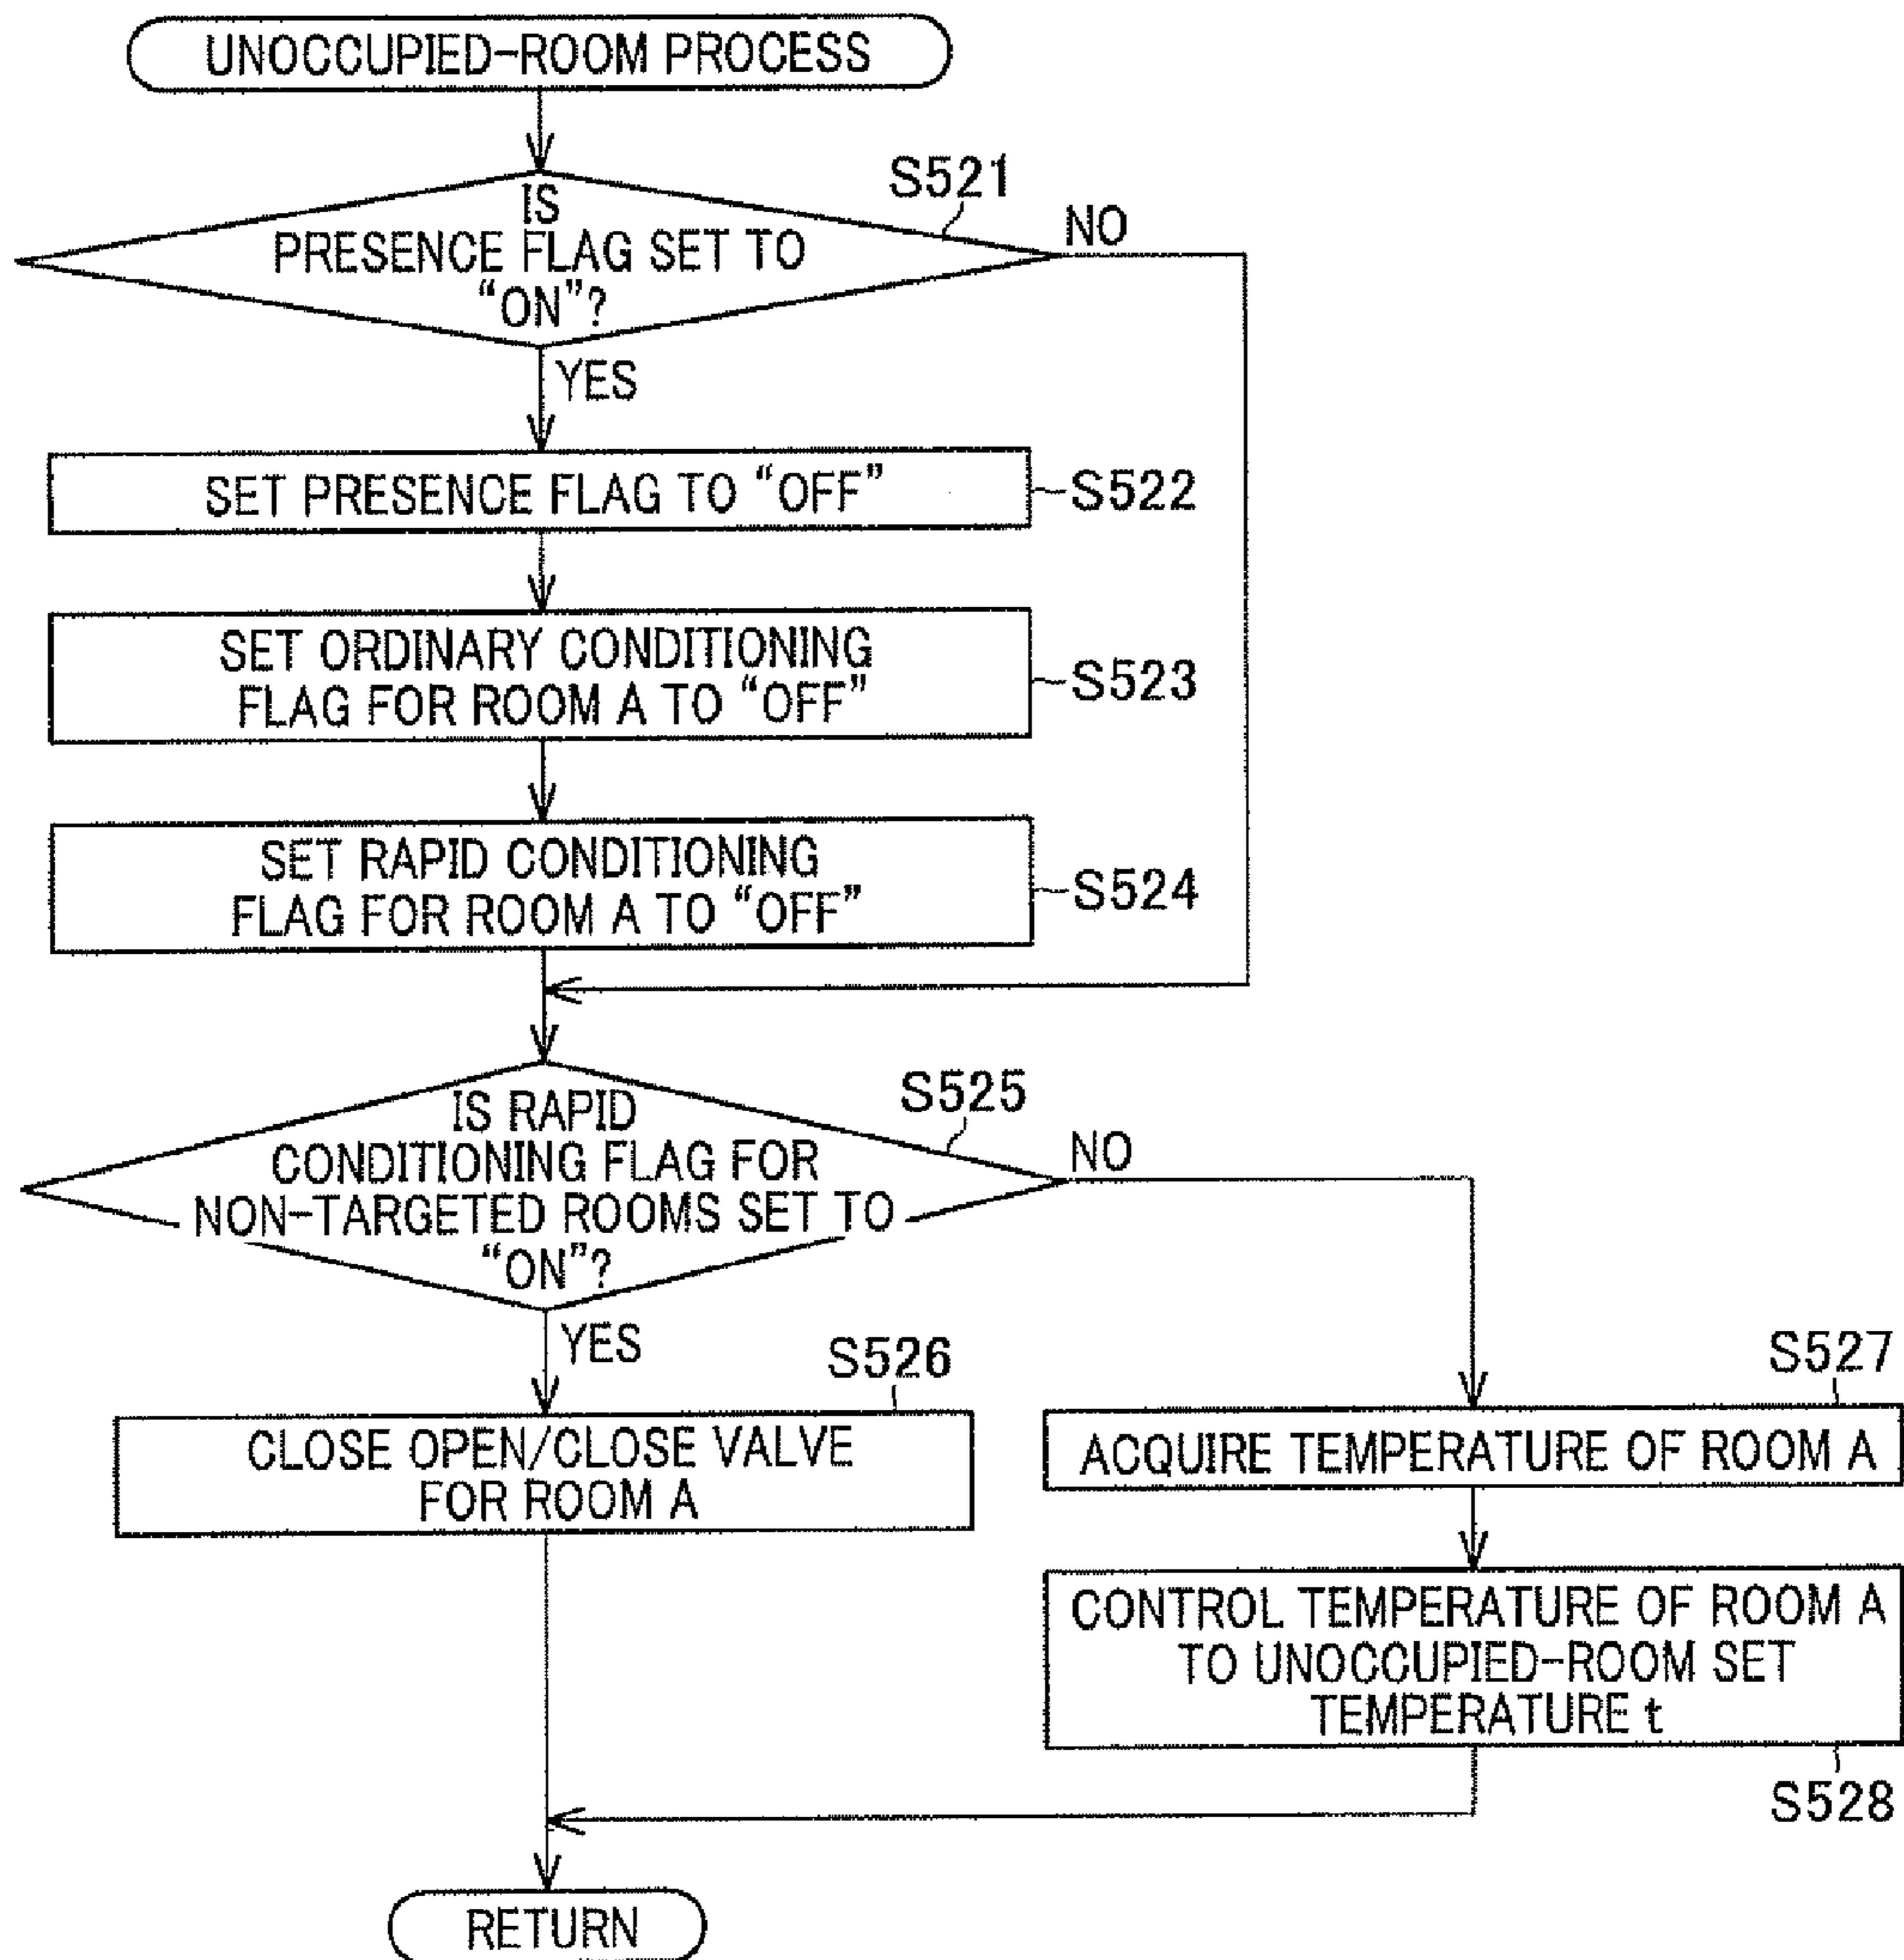 UNOCCUPIED-ROOM PROCESS
S521
IS
PRESENCE FLAG SET TO
“ON”?
NO
YES
SET PRESENCE FLAG TO “OFF”
S522
SET ORDINARY CONDITIONING
FLAG FOR ROOM A TO “OFF”
S523
SET RAPID CONDITIONING
FLAG FOR ROOM A TO “OFF”
S524
S525
IS RAPID
CONDITIONING FLAG FOR
NON-TARGETED ROOMS SET TO
“ON”?
NO
YES
S526
CLOSE OPEN/CLOSE VALVE
FOR ROOM A
S527
ACQUIRE TEMPERATURE OF ROOM A
CONTROL TEMPERATURE OF ROOM A
TO UNOCCUPIED-ROOM SET
TEMPERATURE t
S528
RETURN